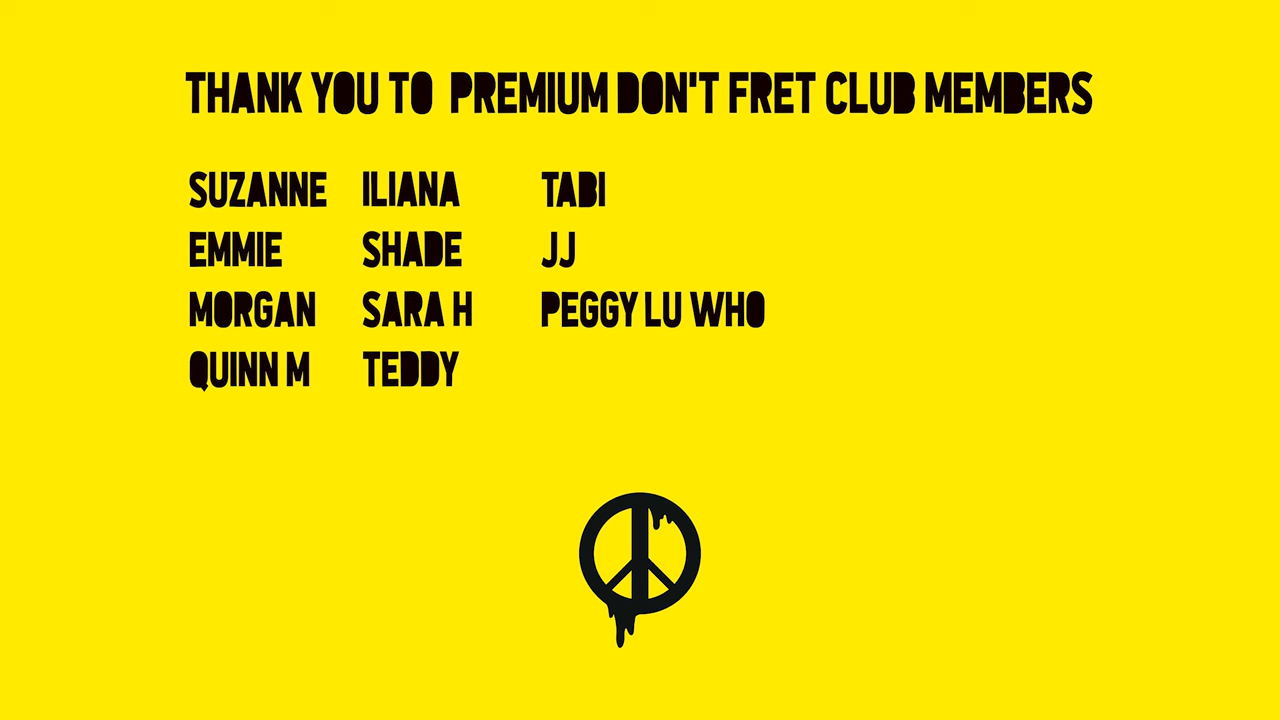 THANK YOU TO  PREMIUM DON'T FRET CLUB MEMBERS
SUZANNE ILIANA TABI
EMMIE SHADE JJ
MORGAN SARA H PEGGY LU WHO
QUINN M TEDDY